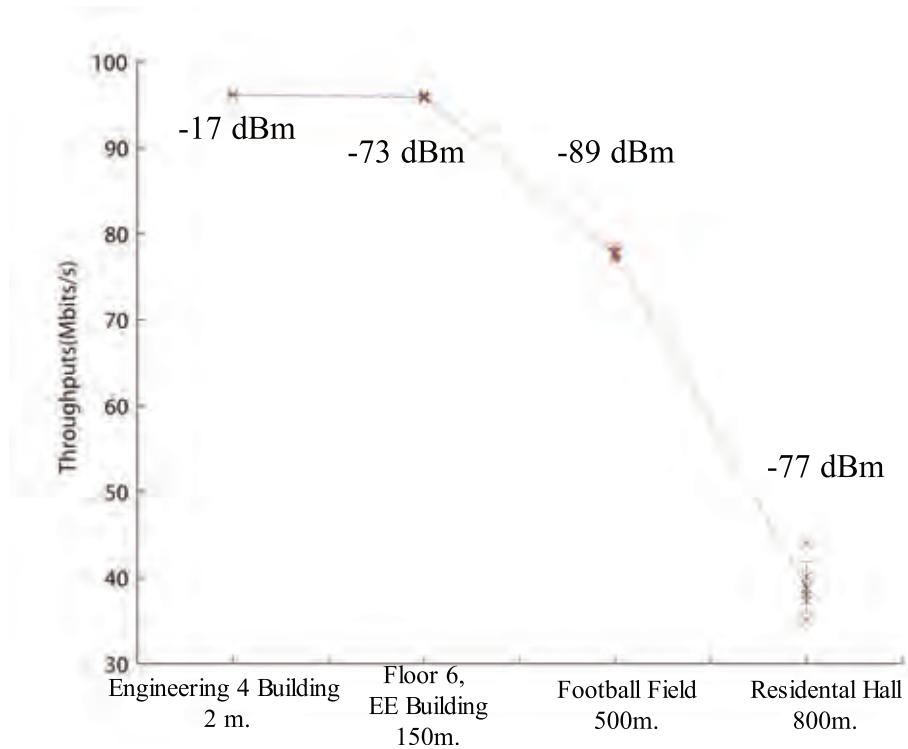 100
-17 dBm
90
-73 dBm
-89 dBm
80
70
Throughputs(Mbits/s)
60
-77 dBm
50
40
30
Engineering 4 Building
2 m.
Floor 6,
EE Building
150m.
Football Field
500m.
Residental Hall
800m.